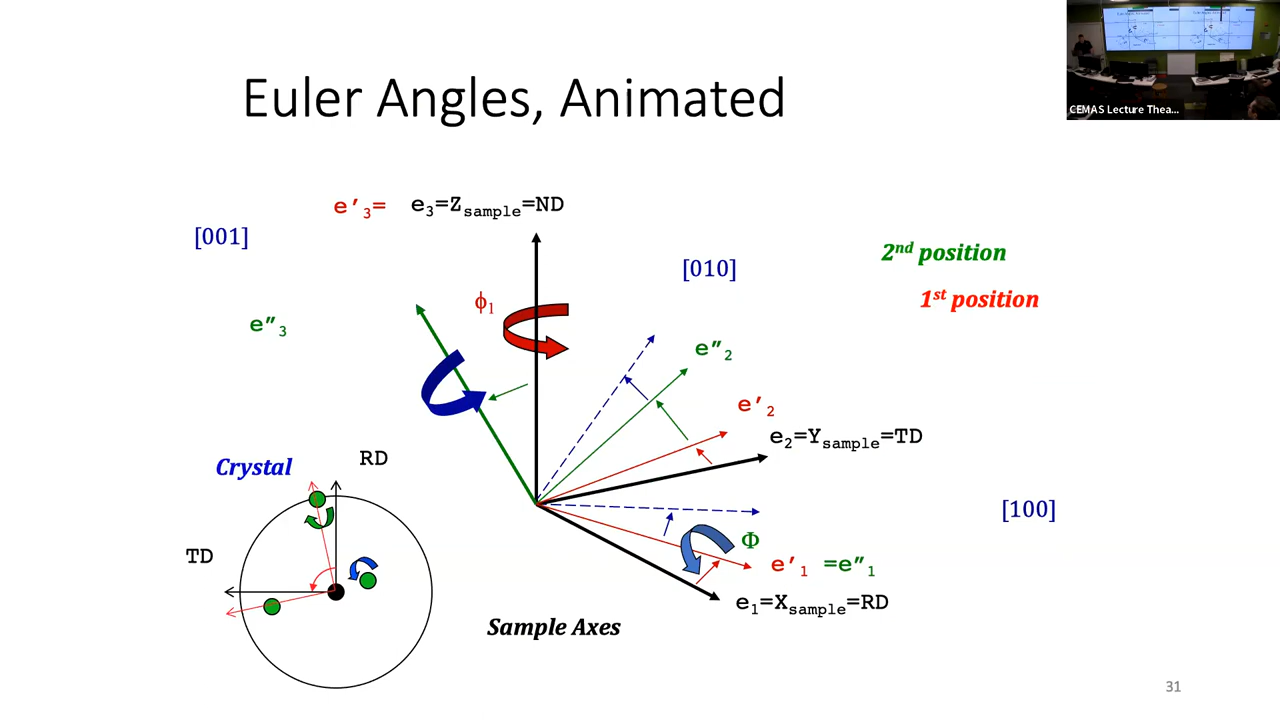 Euler Angles, Animated
CEMAS Lecture Thea...
e’3= e3=Zsample=ND
[001]
[010]
2nd position
1st position
ϕ1
e”3
e”2
e’2
e2=Ysample=TD
Crystal
RD
[100]
Φ
TD
e’1 =e”1
e1=Xsample=RD
Sample Axes
31